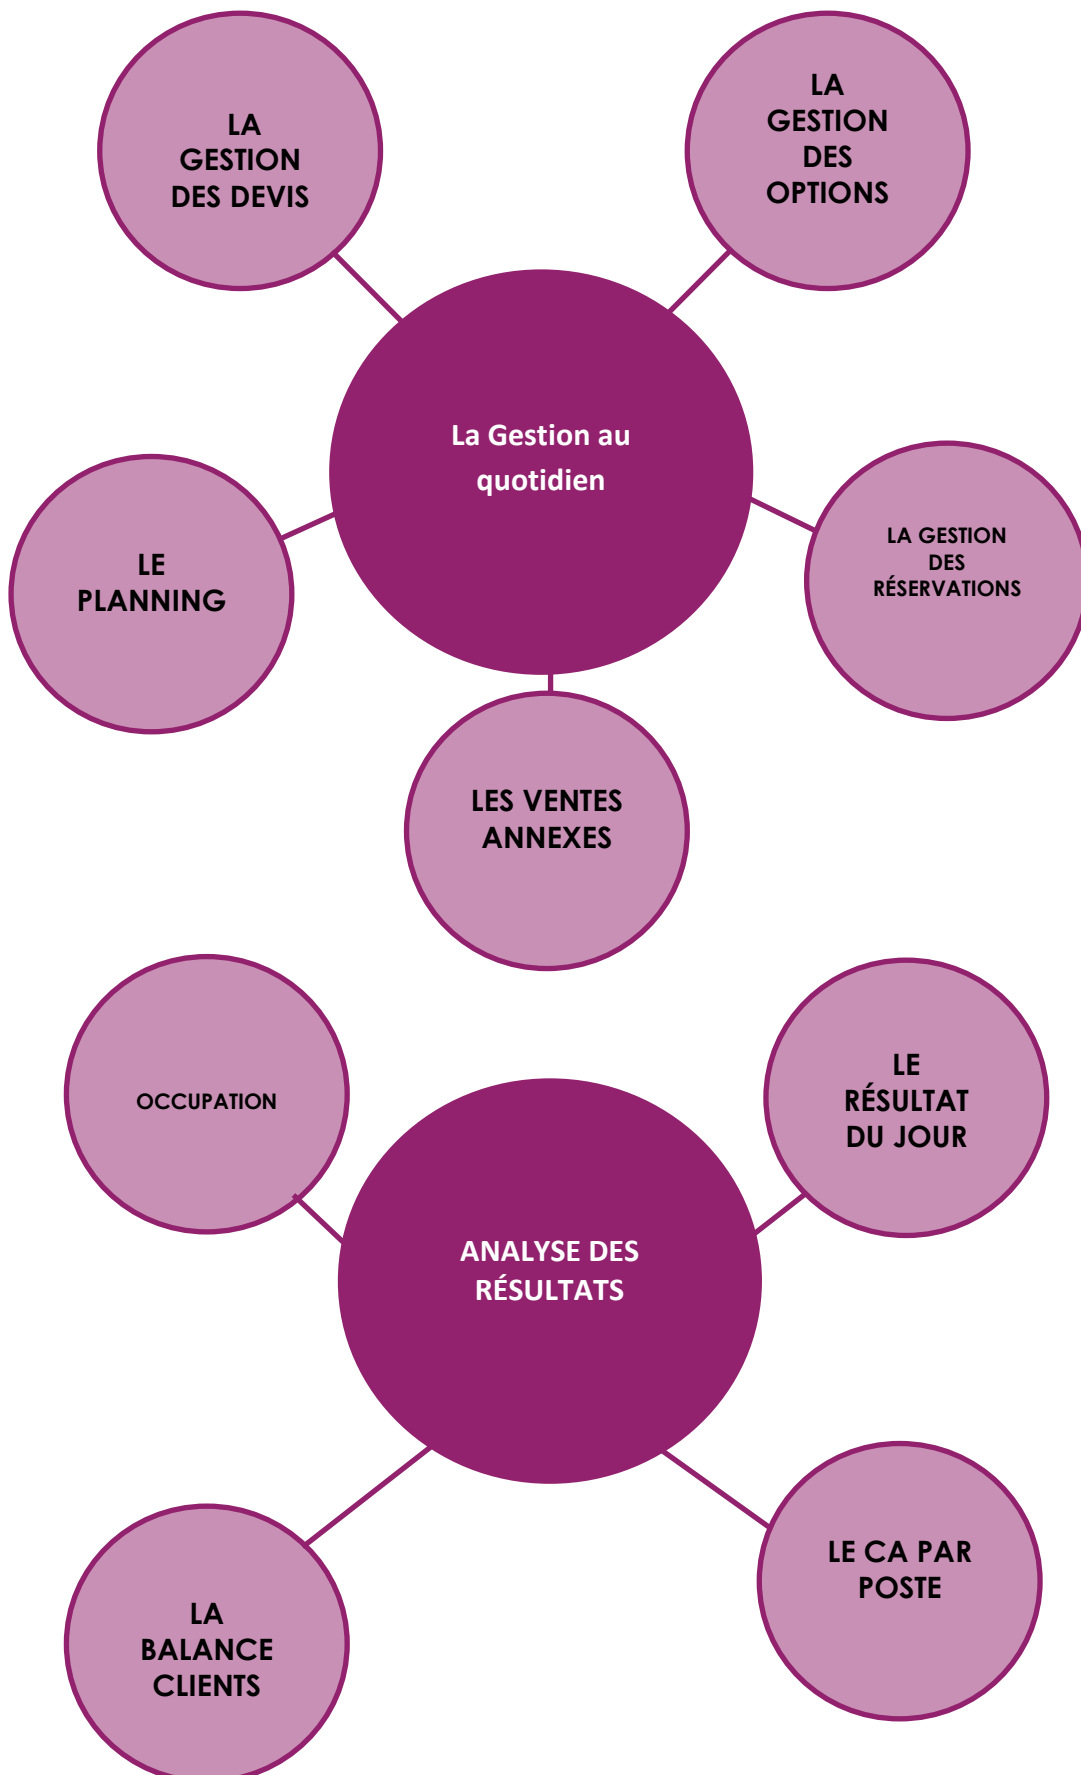 LA
GESTION
DES DEVIS
LA
GESTION
DES
OPTIONS
La Gestion au
quotidien
LE
PLANNING
LA GESTION
DES
RÉSERVATIONS
LES VENTES
ANNEXES
OCCUPATION
LE
RÉSULTAT
DU JOUR
ANALYSE DES
RÉSULTATS
LE CA PAR
POSTE
LA
BALANCE
CLIENTS